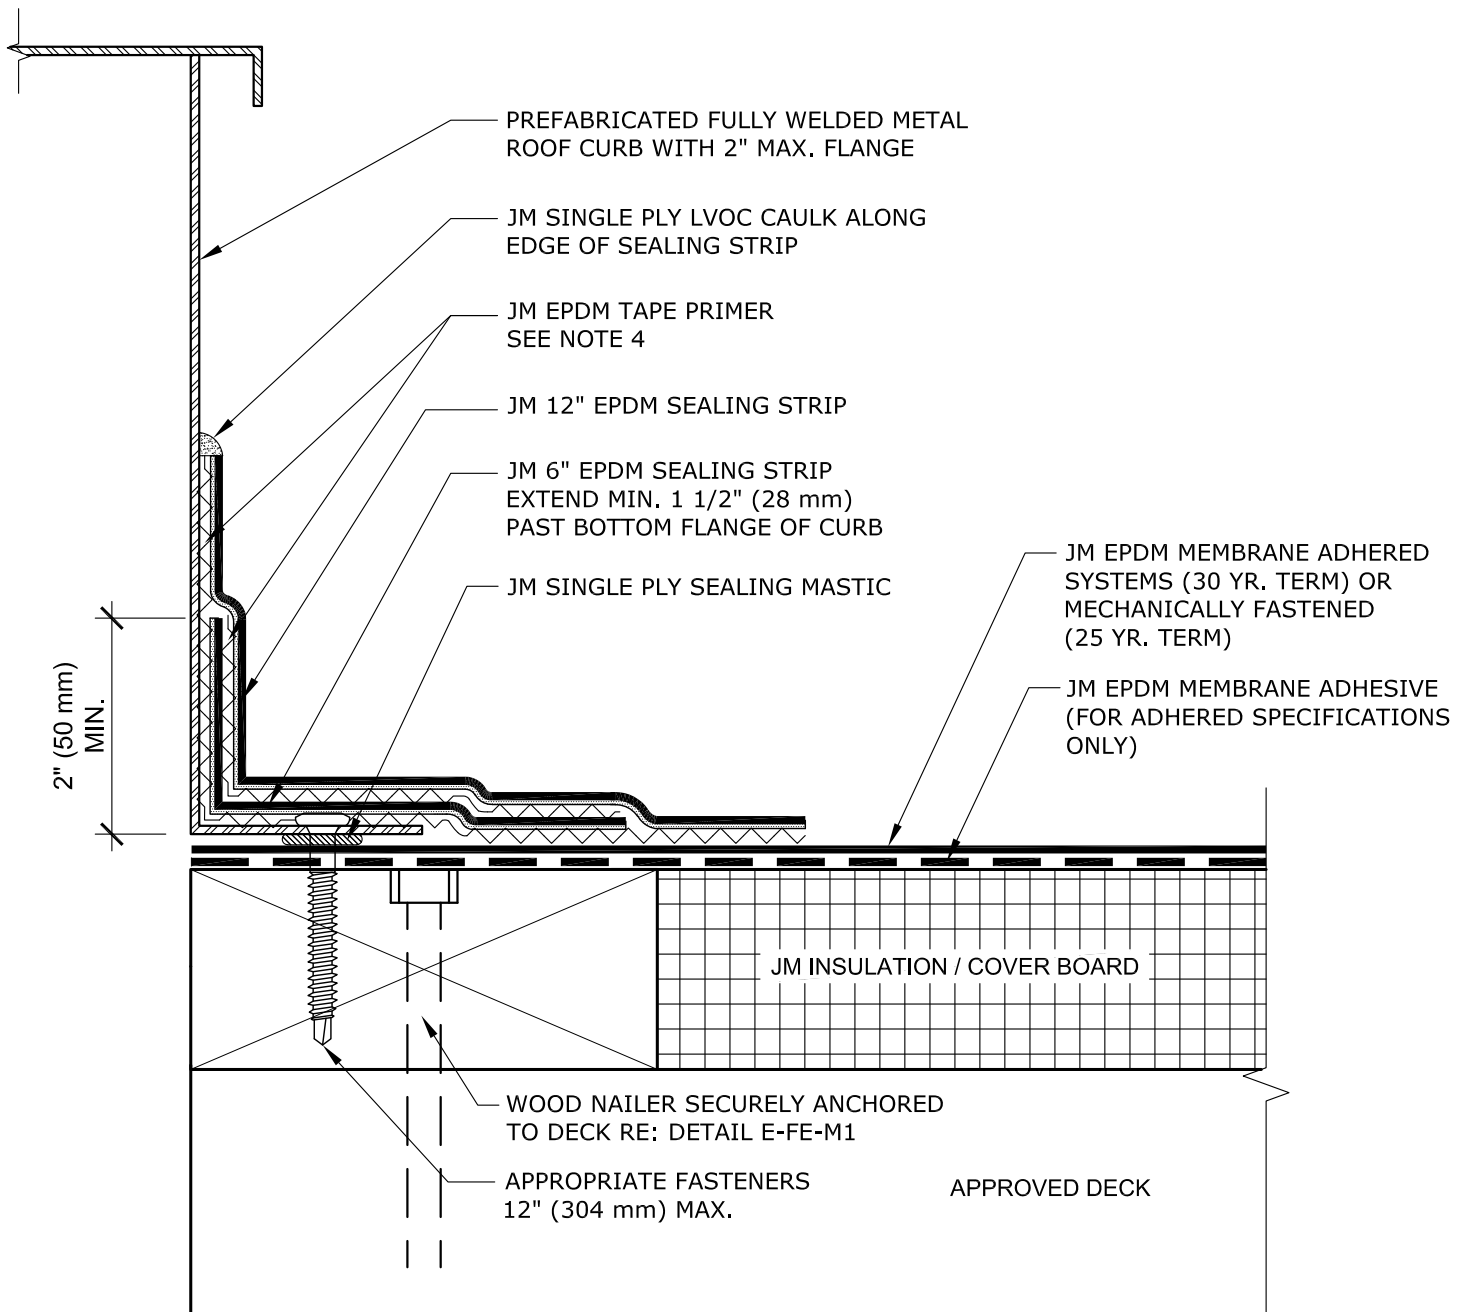 PREFABRICATED FULLY WELDED METAL
ROOF CURB WITH 2" MAX. FLANGE
JM SINGLE PLY LVOC CAULK ALONG
EDGE OF SEALING STRIP
JM EPDM TAPE PRIMER
SEE NOTE 4
JM 12" EPDM SEALING STRIP
JM 6" EPDM SEALING STRIP
EXTEND MIN. 1 1/2" (28 mm)
PAST BOTTOM FLANGE OF CURB
JM SINGLE PLY SEALING MASTIC
JM EPDM MEMBRANE ADHERED
SYSTEMS (30 YR. TERM) OR
MECHANICALLY FASTENED
(25 YR. TERM)
JM EPDM MEMBRANE ADHESIVE
(FOR ADHERED SPECIFICATIONS
ONLY)
2" (50 mm)
MIN.
JM INSULATION / COVER BOARD
WOOD NAILER SECURELY ANCHORED
TO DECK RE: DETAIL E-FE-M1
APPROPRIATE FASTENERS
12" (304 mm) MAX.
APPROVED DECK